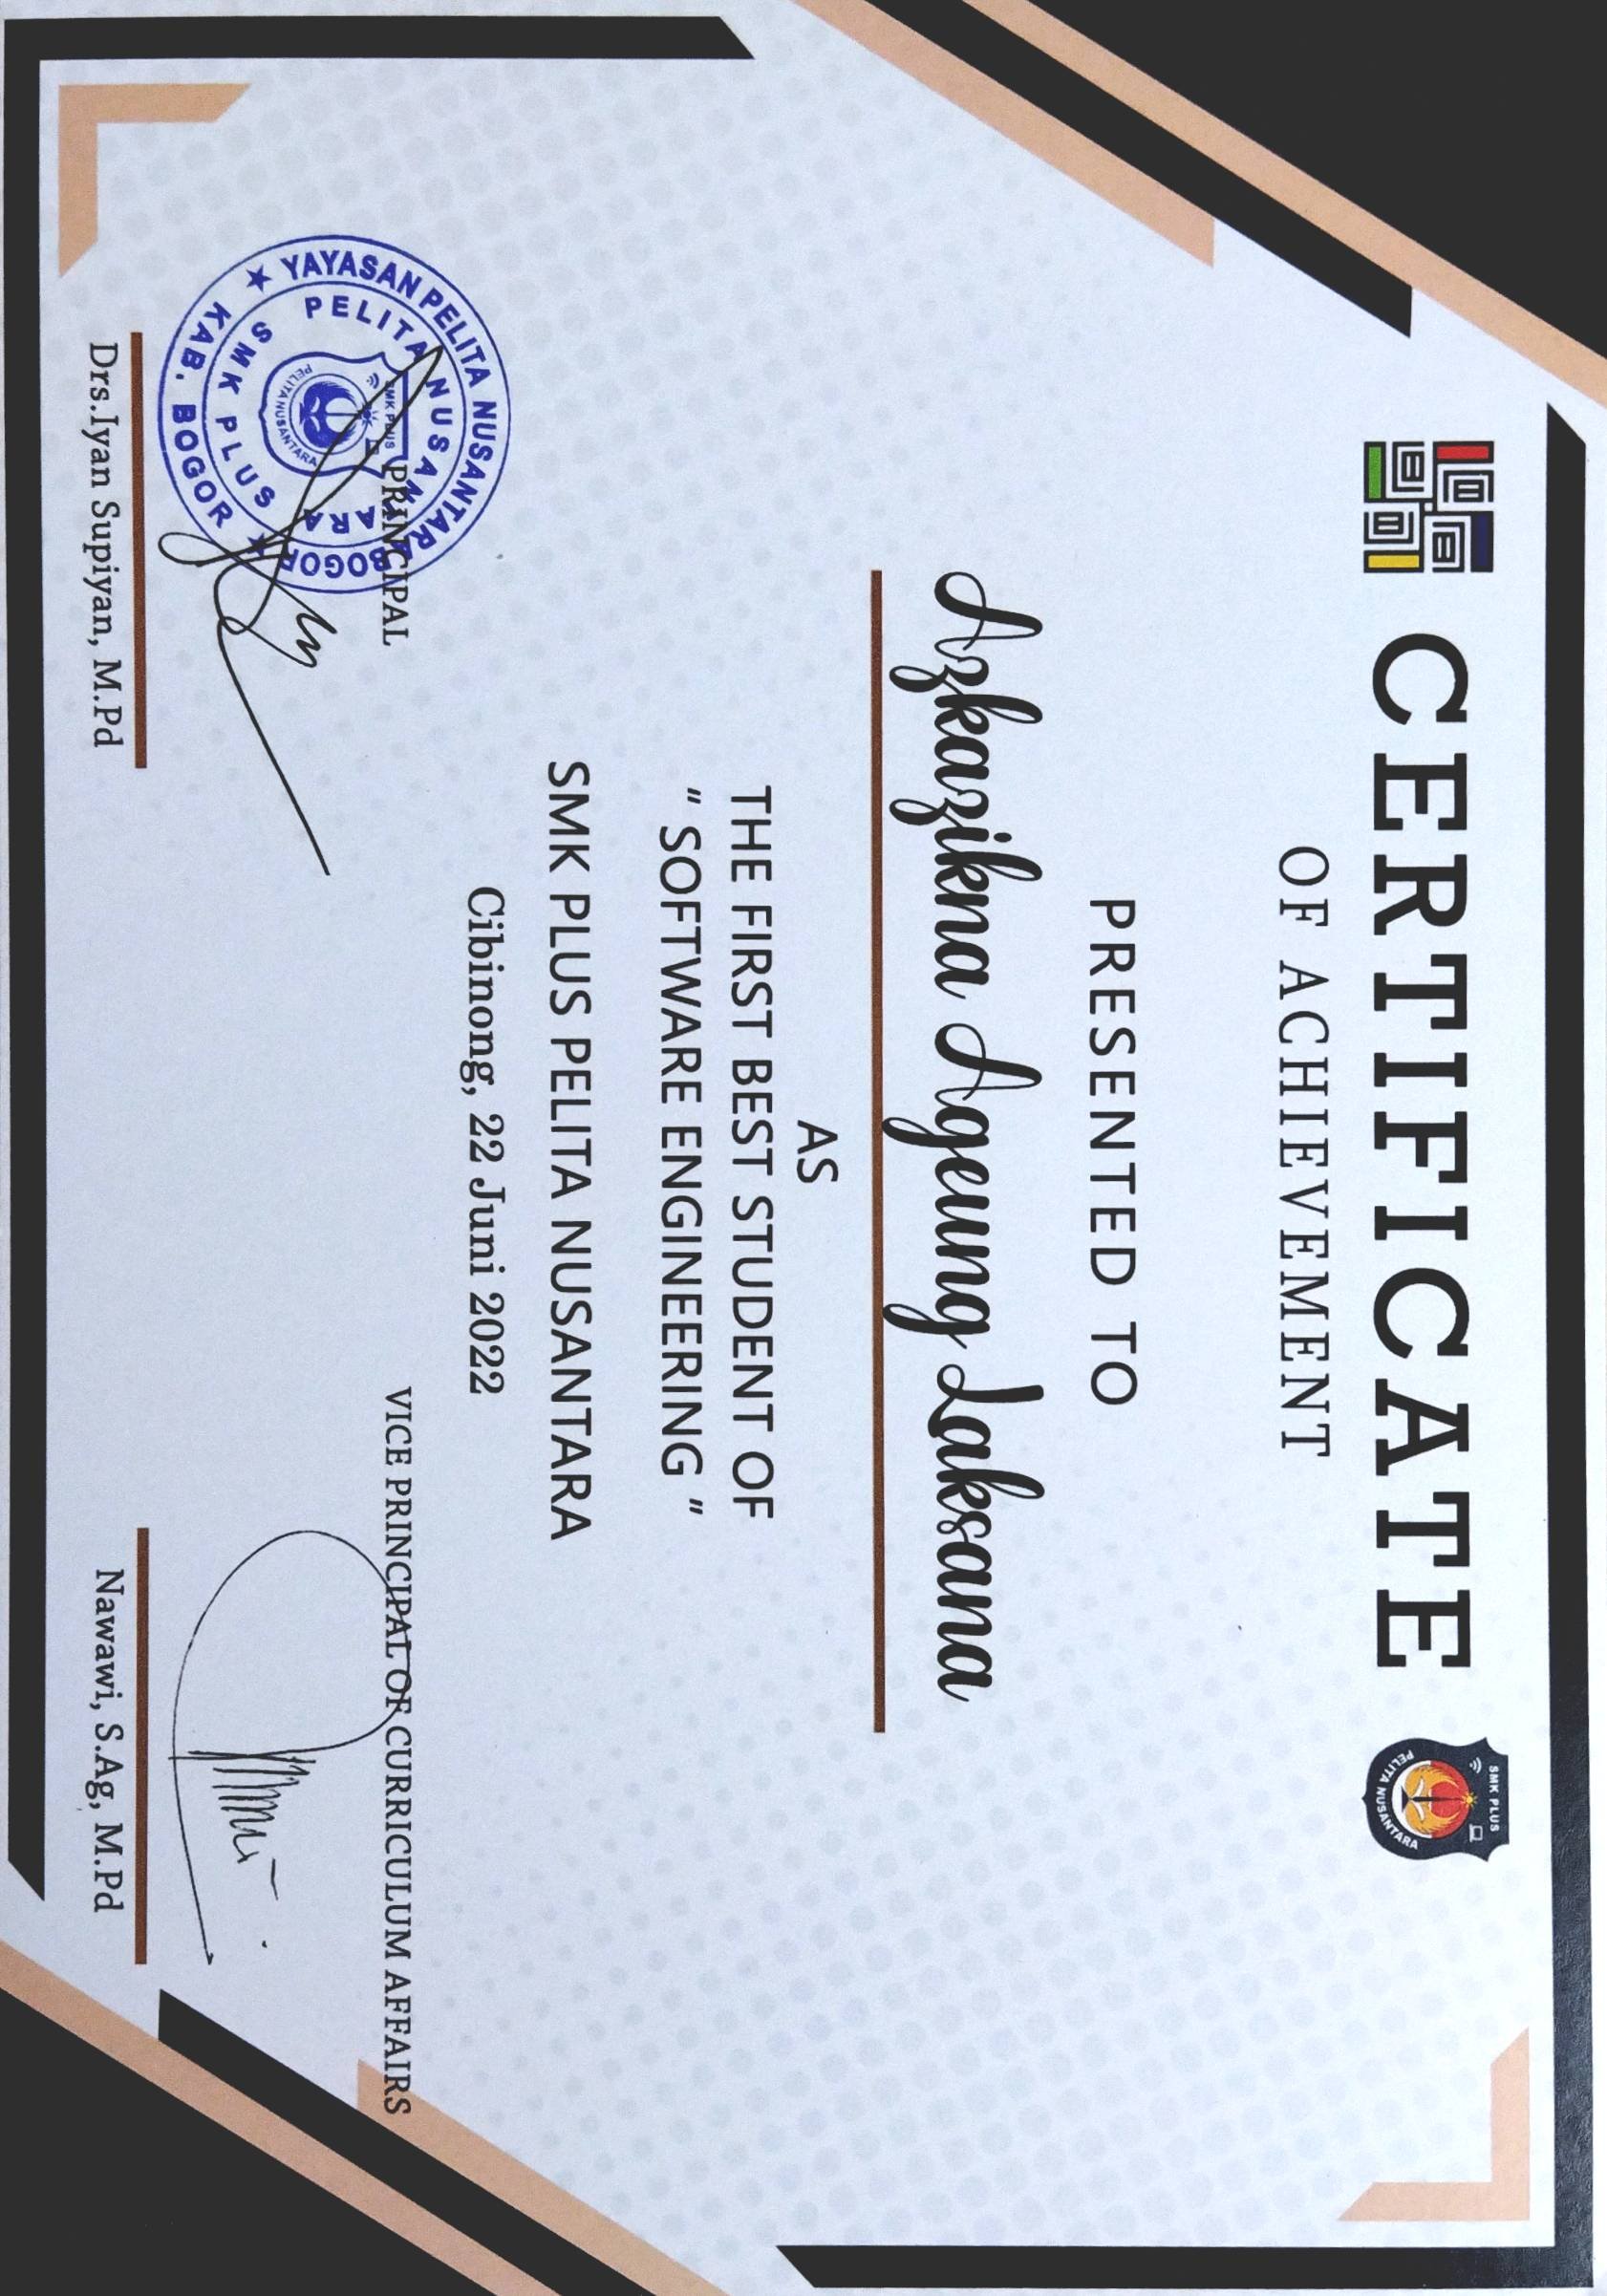 SMK PLUS
PELITA NUSANTARA
CERTIFICATE
OF ACHIEVEMENT
PRESENTED TO
Azkazikna Ageung Laksana
AS
THE FIRST BEST STUDENT OF
“ SOFTWARE ENGINEERING ”
SMK PLUS PELITA NUSANTARA
Cibinong, 22 Juni 2022
YAYASAN PELITA NUSANTARA BOGOR
KAB. BOGOR
PELITA NUSANTARA
SMK PLUS
SMK PLUS
PELITA NUSANTARA
PRINCIPAL
VICE PRINCIPAL OF CURRICULUM AFFAIRS
Drs.Iyan Supiyan, M.Pd
Nawawi, S.Ag, M.Pd